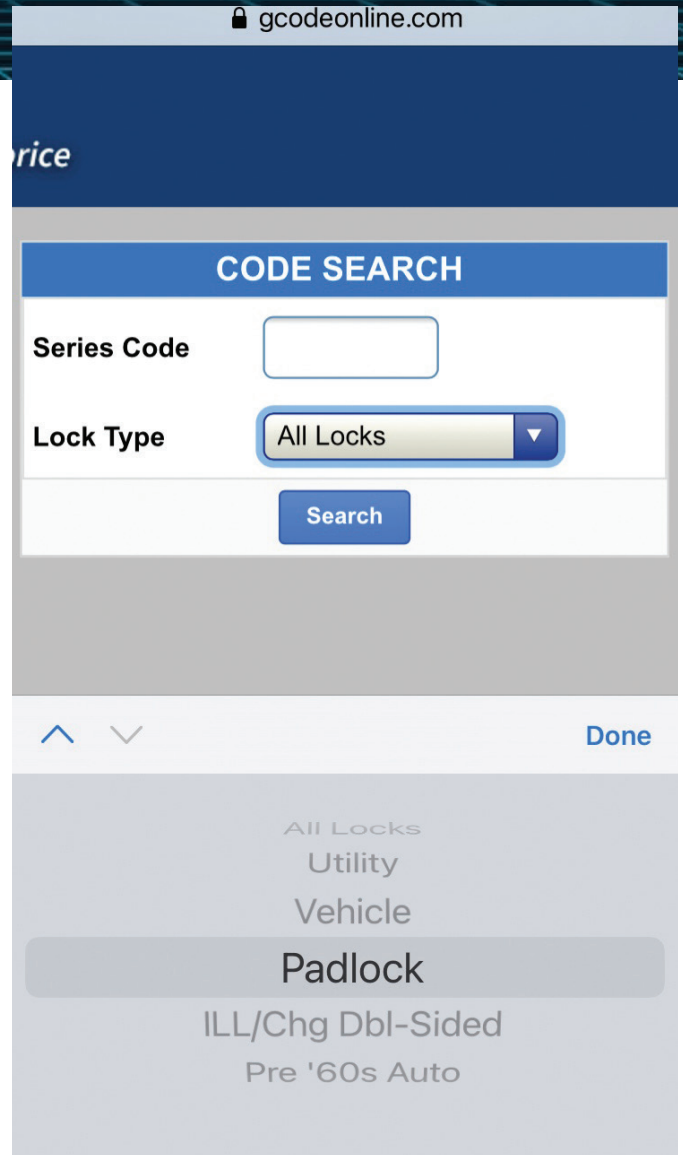 gcodeonline.com
rice
CODE SEARCH
Series Code
Lock Type All Locks
Search
Done
All Locks
Utility
Vehicle
Padlock
ILL/Chg Dbl-Sided
Pre '60s Auto